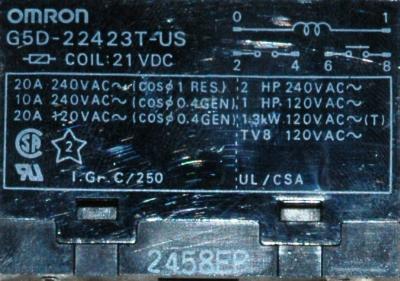 OMRON
G5D-22423T-US
COIL: 21 VDC
0 1
2 4 6 8
20A 240VAC~(cosϕ1 RES) 2 HP 240VAC~
10A 240VAC~(cosϕ0.4GEN) 1 HP 120VAC~
20A 120VAC~(cosϕ0.4GEN) 1.3kW 120VAC~(T)
TV8 120VAC~
SA 2
I.GR.C/250 UL/CSA
2458EP